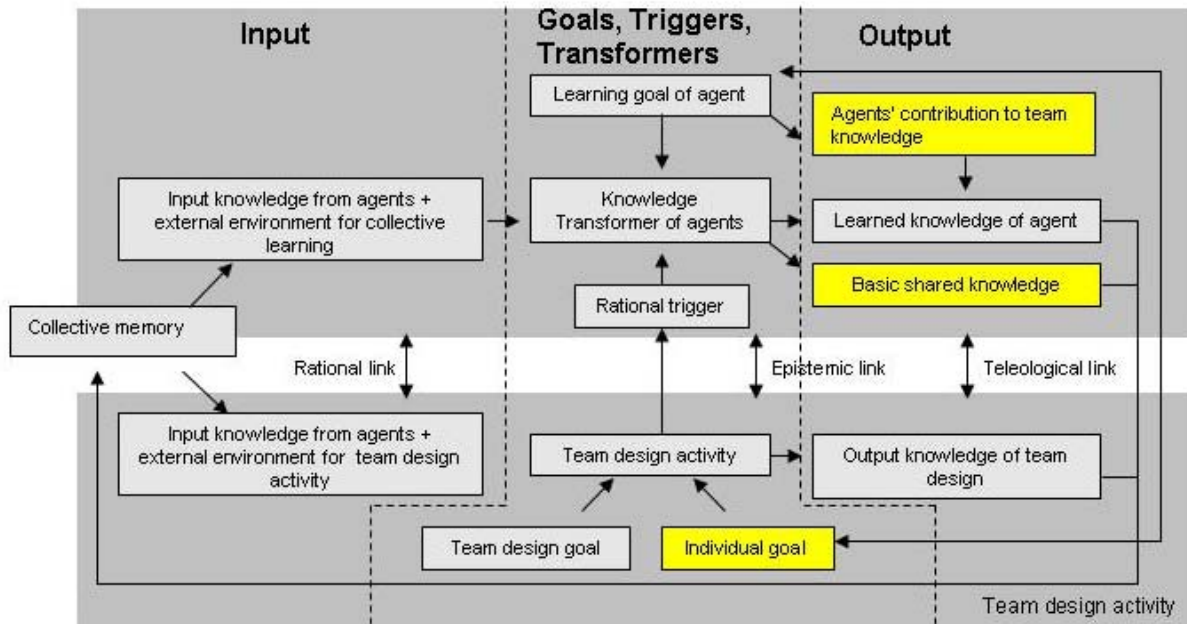 Input
Goals, Triggers,
Transformers
Output
Learning goal of agent
Agents' contribution to team
knowledge
Input knowledge from agents +
external environment for collective
learning
Knowledge
Transformer of agents
Learned knowledge of agent
Basic shared knowledge
Rational trigger
Collective memory
Rational link
Epistemic link
Teleological link
Input knowledge from agents +
external environment for team design
activity
Team design activity
Output knowledge of team
design
Team design goal
Individual goal
Team design activity